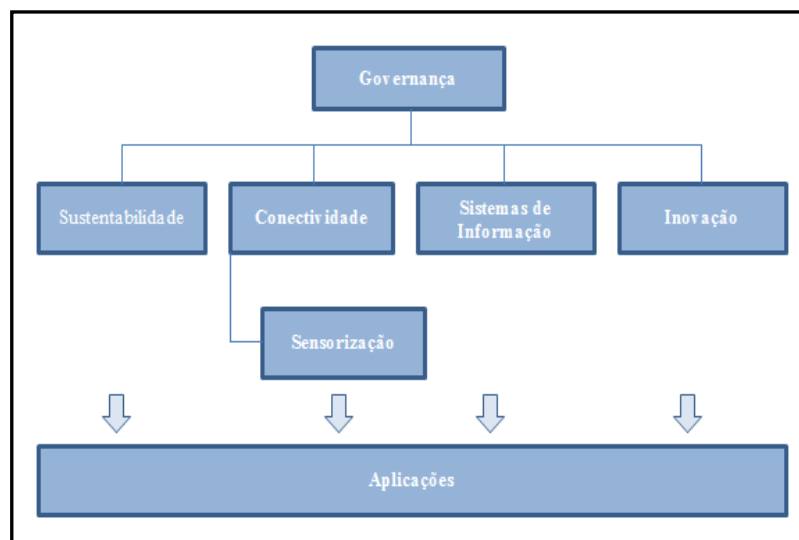 Governança
Sustentabilidade
Conectividade
Sistemas de
Informação
Inovação
Sensorização
Aplicações